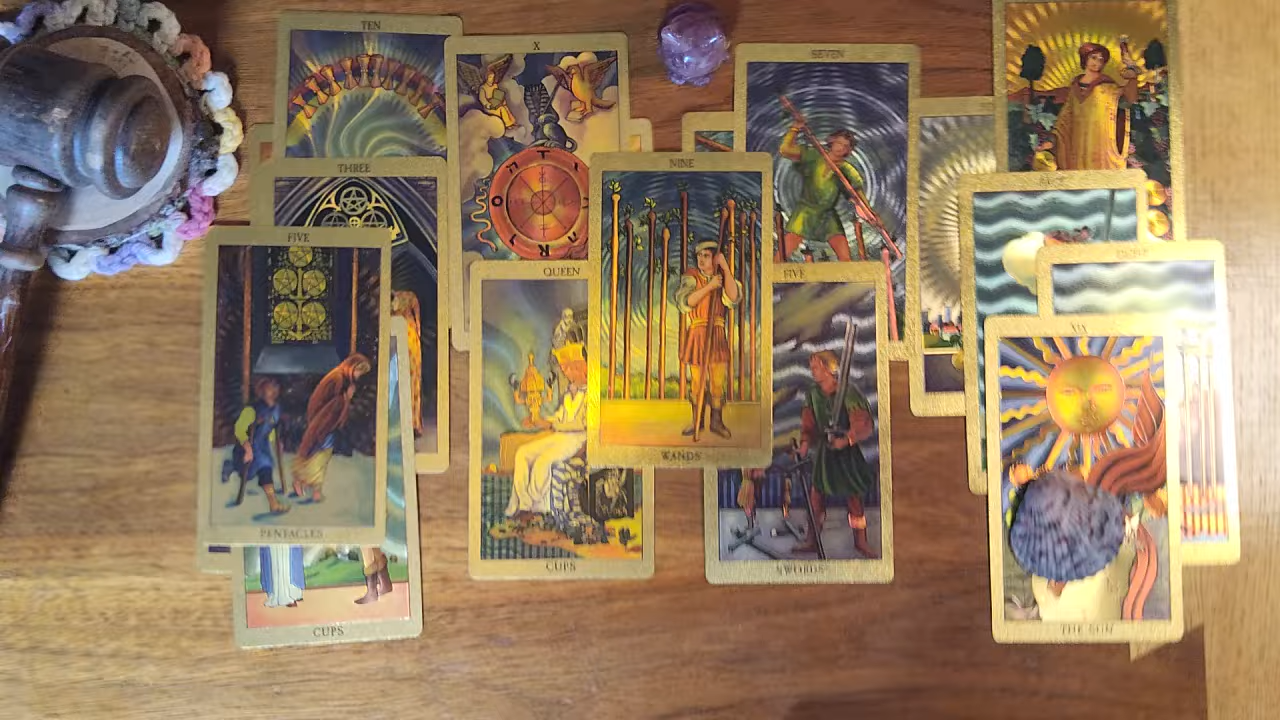 TEN
X
SEVEN
THREE
NINE
FIVE
QUEEN
FIVE
XIX
WANDS
PENTACLES
CUPS
SWORDS
CUPS
THE SUN